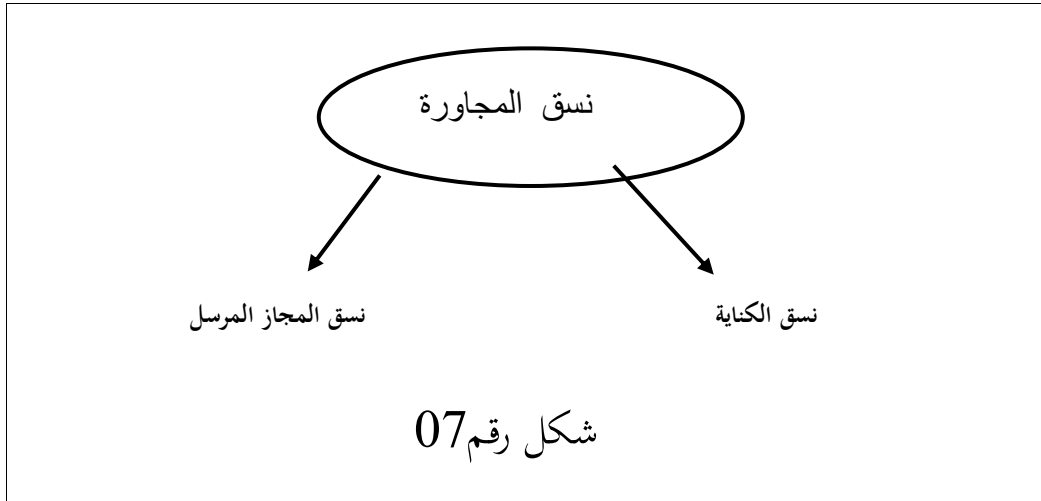 نسق المجاورة
نسق الكناية
نسق المجاز المرسل
شكل رقم07